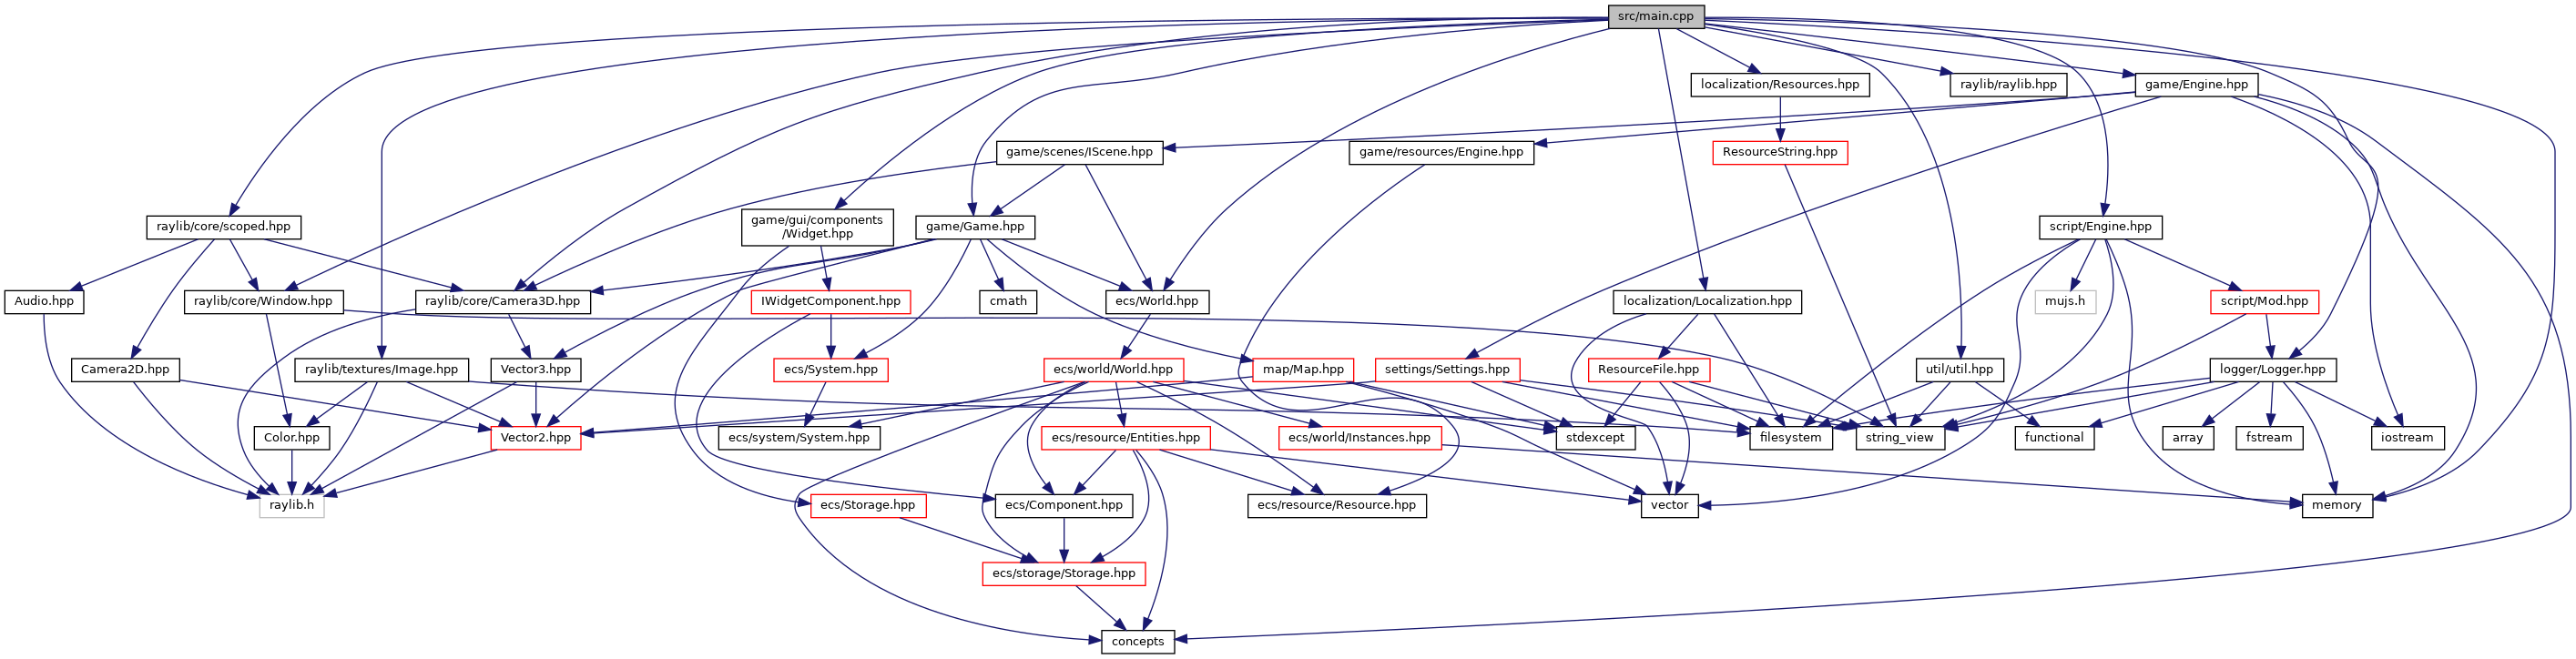 src/main.cpp
localization/Resources.hpp
raylib/raylib.hpp
game/Engine.hpp
game/scenes/IScene.hpp
game/resources/Engine.hpp
ResourceString.hpp
raylib/core/scoped.hpp
game/gui/components
/Widget.hpp
game/Game.hpp
script/Engine.hpp
Audio.hpp
raylib/core/Window.hpp
raylib/core/Camera3D.hpp
IWidgetComponent.hpp
cmath
ecs/World.hpp
localization/Localization.hpp
mujs.h
script/Mod.hpp
Camera2D.hpp
raylib/textures/Image.hpp
Vector3.hpp
ecs/System.hpp
ecs/world/World.hpp
map/Map.hpp
settings/Settings.hpp
ResourceFile.hpp
util/util.hpp
logger/Logger.hpp
Color.hpp
Vector2.hpp
ecs/system/System.hpp
ecs/resource/Entities.hpp
ecs/world/Instances.hpp
stdexcept
filesystem
string_view
functional
array
fstream
iostream
raylib.h
ecs/Storage.hpp
ecs/Component.hpp
ecs/resource/Resource.hpp
vector
memory
ecs/storage/Storage.hpp
concepts